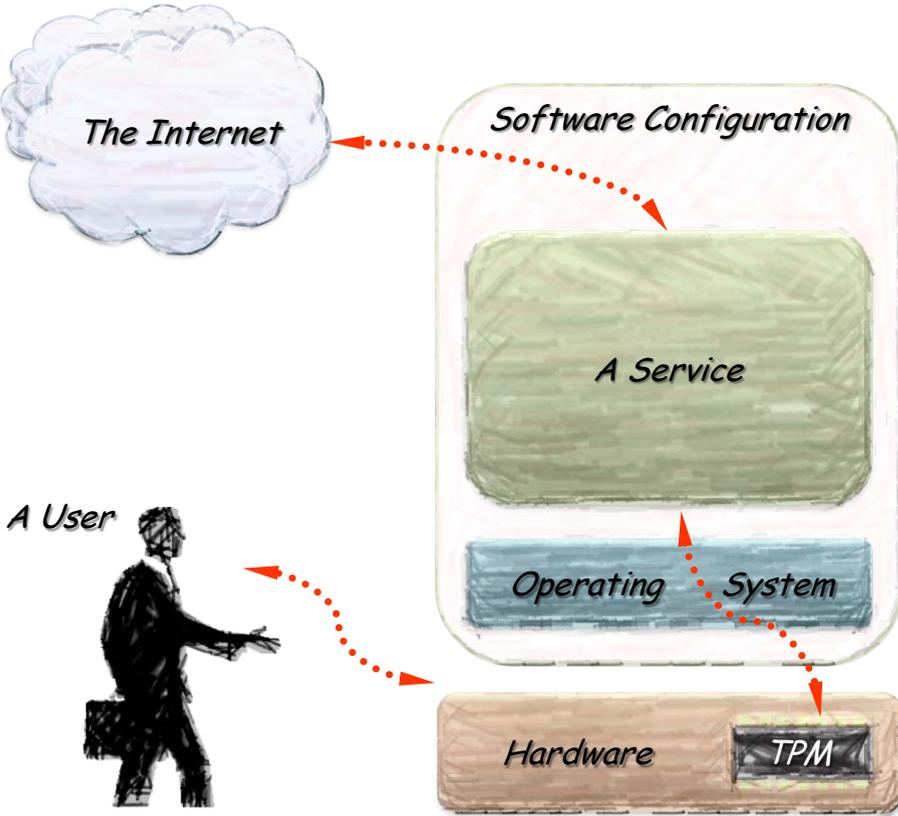 The Internet
Software Configuration
A Service
A User
Operating System
Hardware
TPM